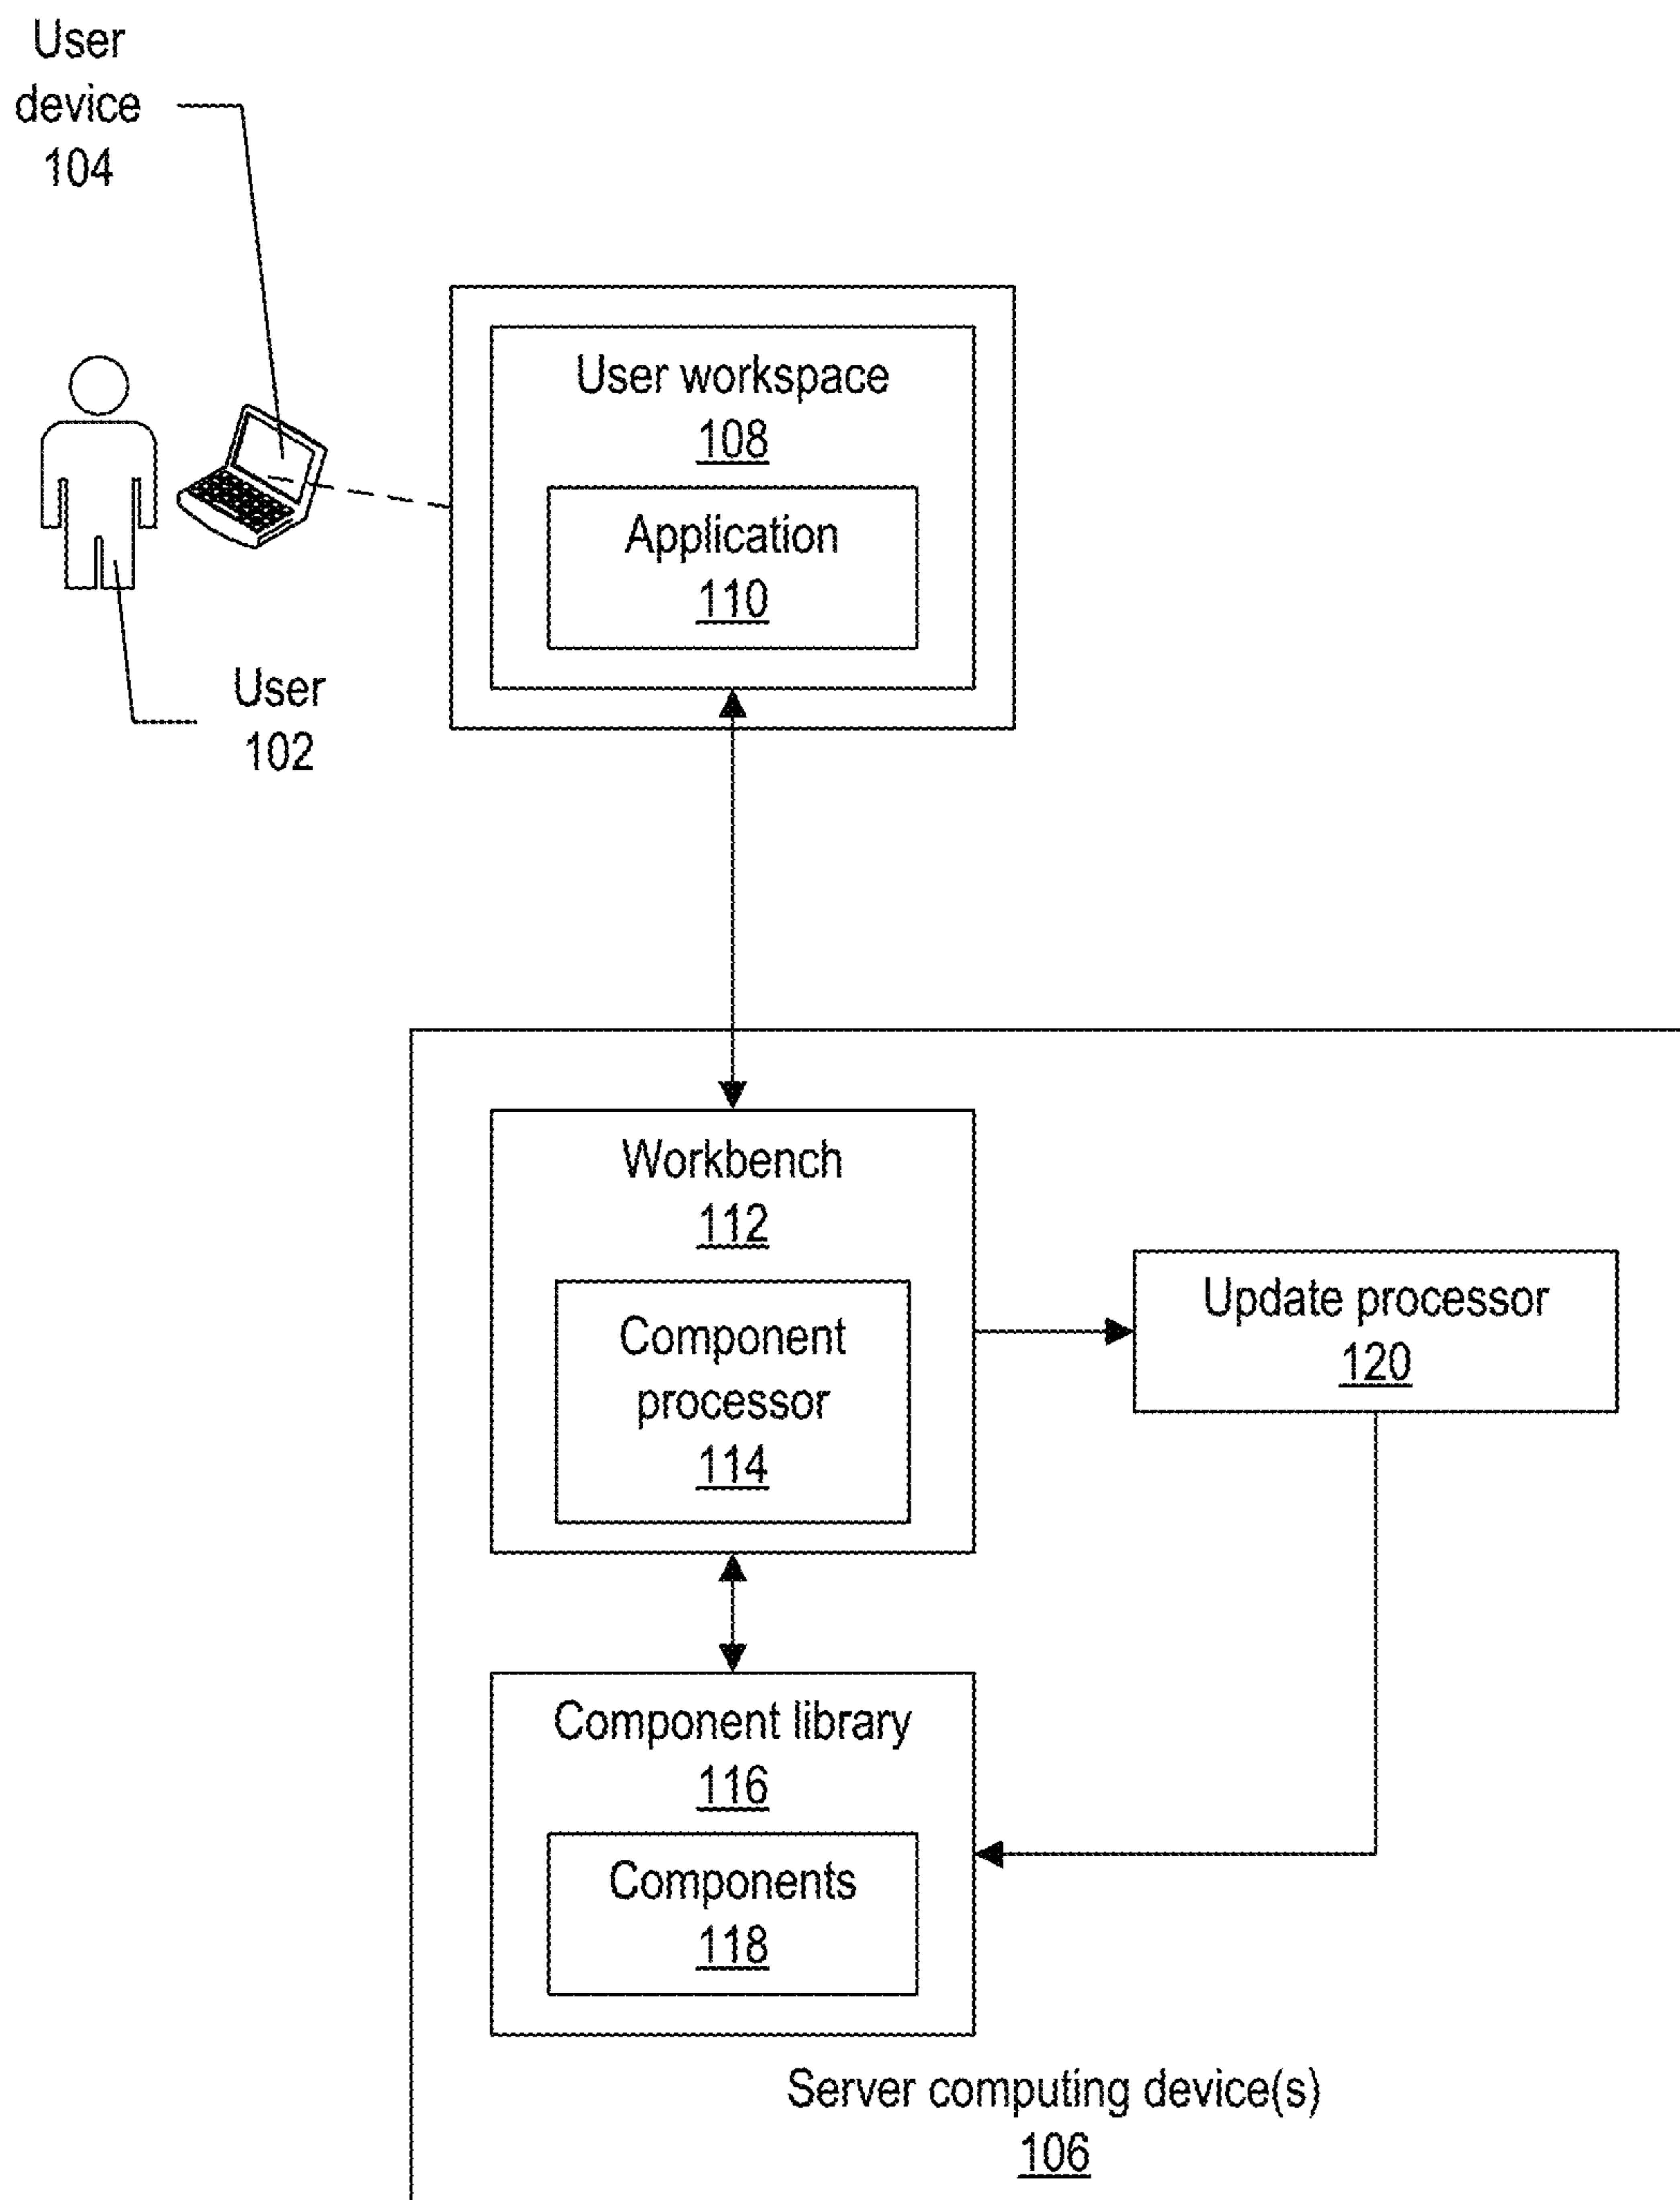 User
device
104
User workspace
108
Application
110
User
102
Workbench
112
Component
processor
114
Update processor
120
Component library
116
Components
118
Server computing device(s)
106